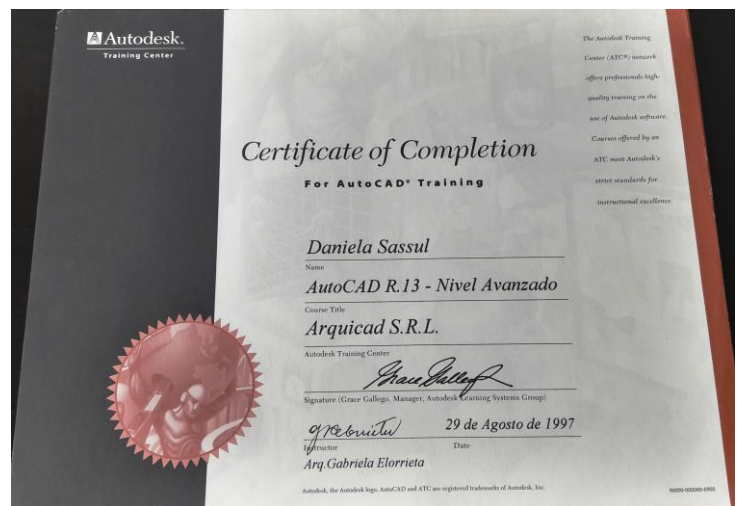 Autodesk.
Training Center
The Autodesk Training
Center (ATC®) network
offers professionals high-
quality training on the
use of Autodesk software.
Courses offered by an
ATC meet Autodesk's
strict standards for
instructional excellence
Certificate of Completion
For AutoCAD® Training
Daniela Sassul
Name
AutoCAD R.13 - Nivel Avanzado
Course Title
Arquicad S.R.L.
Autodesk Training Center
Grace Gallego
Signature (Grace Gallego, Manager, Autodesk Learning Systems Group)
29 de Agosto de 1997
Instructor Date
Arq.Gabriela Elorrieta
Autodesk, the Autodesk logo, AutoCAD and ATC are registered trademarks of Autodesk, Inc.